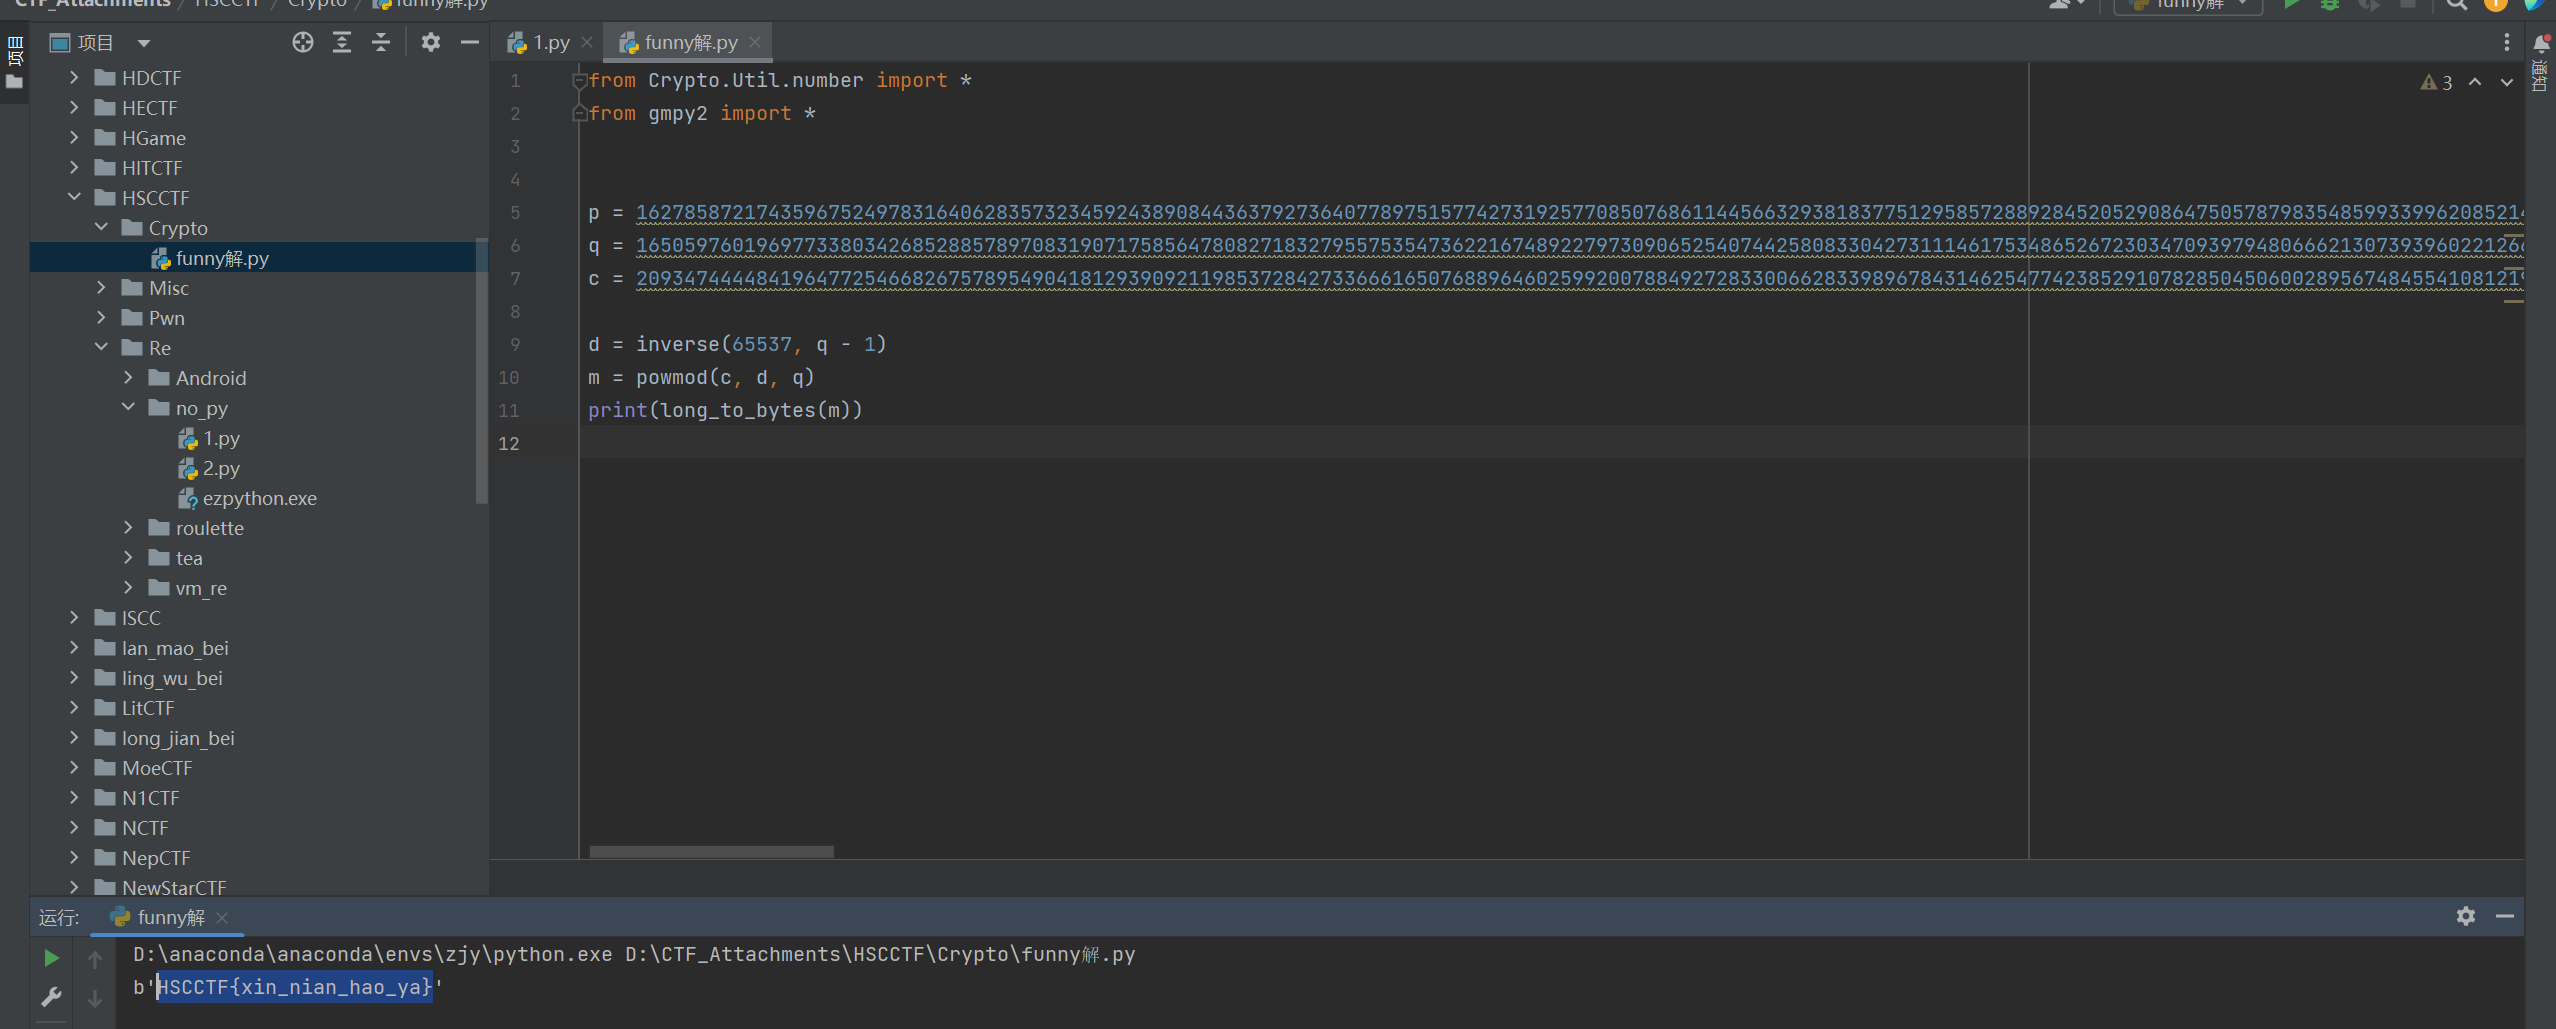 CTF_Attachments HSCCTF Crypto funny解.py
funny解
项目
项目
HDCTF
HECTF
HGame
HITCTF
HSCCTF
Crypto
funny解.py
Misc
Pwn
Re
Android
no_py
1.py
2.py
ezpython.exe
roulette
tea
vm_re
ISCC
lan_mao_bei
ling_wu_bei
LitCTF
long_jian_bei
MoeCTF
N1CTF
NCTF
NepCTF
NewStarCTF
1.py funny解.py
3
通知
1 from Crypto.Util.number import *
2 from gmpy2 import *
3
4
5 p =
6 q =
7 c =
8
9 d = inverse(65537, q - 1)
10 m = powmod(c, d, q)
11 print(long_to_bytes(m))
12
运行: funny解
D:\anaconda\anaconda\envs\zjy\python.exe D:\CTF_Attachments\HSCCTF\Crypto\funny解.py
b'HSCCTF{xin_nian_hao_ya}'